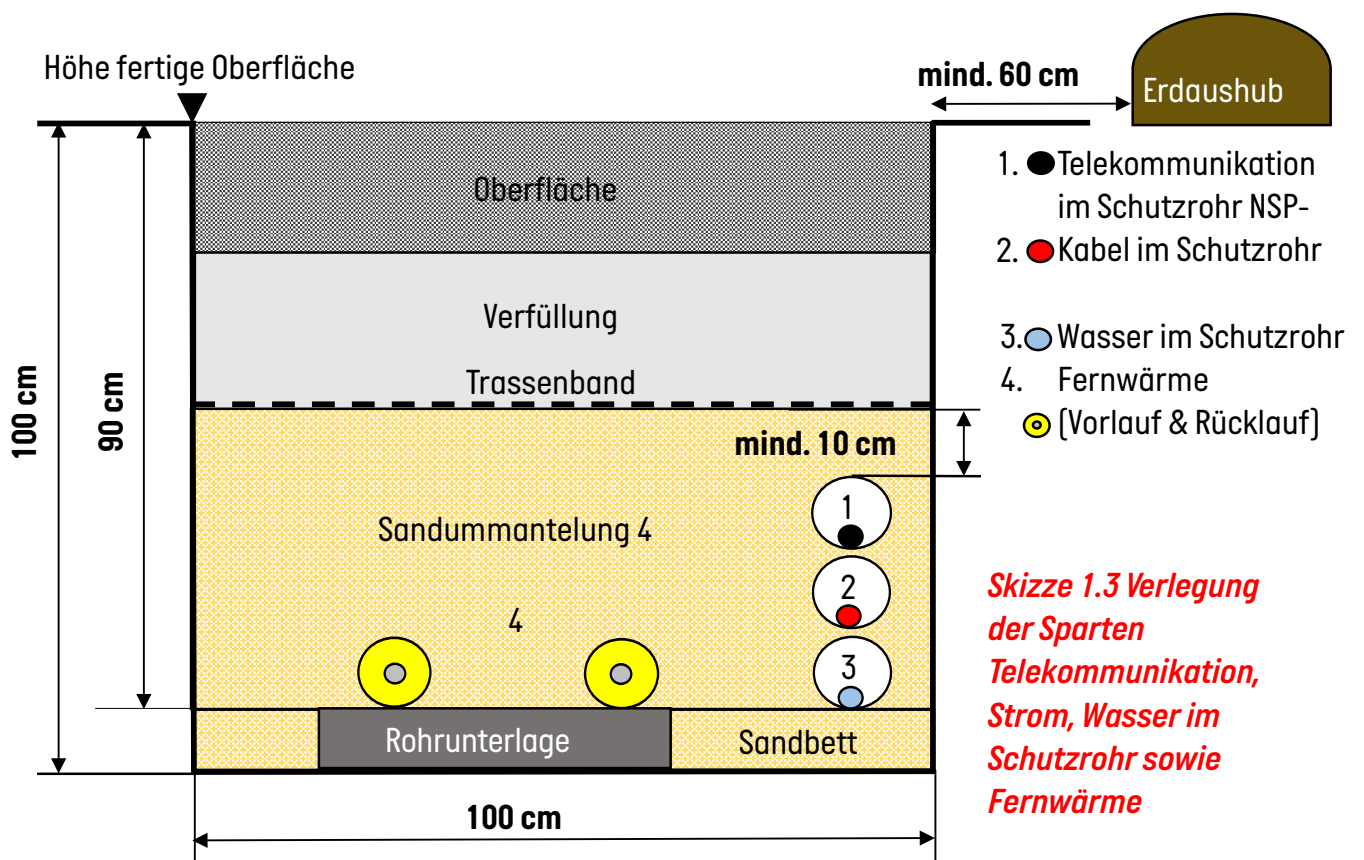 Höhe fertige Oberfläche
mind. 60 cm
Erdaushub
Oberfläche
Verfüllung
Trassenband
100 cm
90 cm
mind. 10 cm
Sandummantelung 4
4
1
2
3
Rohrunterlage
Sandbett
100 cm
1. Telekommunikation
im Schutzrohr NSP-
2. Kabel im Schutzrohr
3. Wasser im Schutzrohr
4. Fernwärme
(Vorlauf & Rücklauf)
Skizze 1.3 Verlegung
der Sparten
Telekommunikation,
Strom, Wasser im
Schutzrohr sowie
Fernwärme